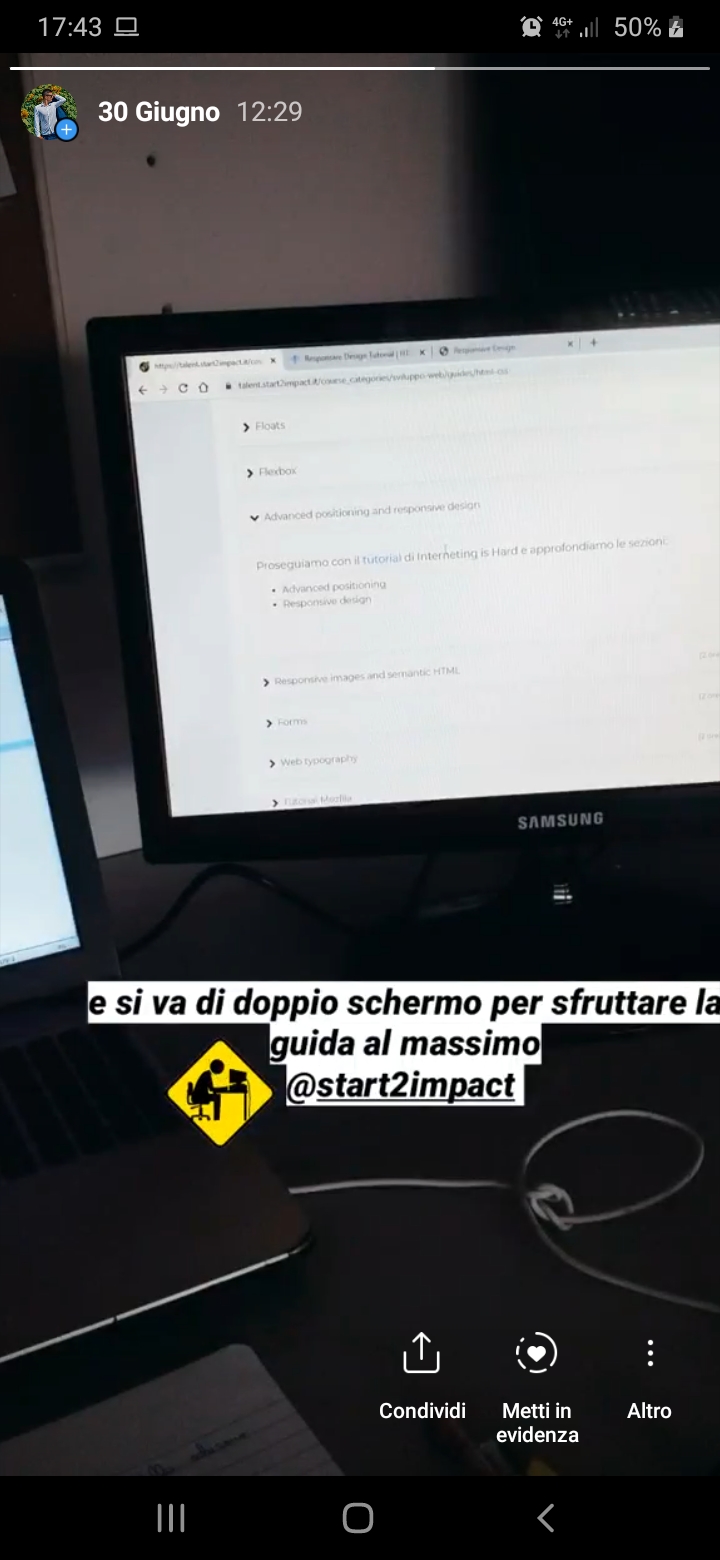 17:43 4G+ 50%
30 Giugno 12:29
https://talent.start2impact.it/cou
Responsive Design Tutorial | HT
Responsive Design
talent.start2impact.it/course_categories/sviluppo-web/guides/html-css
Floats
Flexbox
Advanced positioning and responsive design
Proseguiamo con il tutorial di Interneting is Hard e approfondiamo le sezioni:
• Advanced positioning
• Responsive design
Responsive images and semantic HTML
Forms
Web typography
Tutorial Mozilla
SAMSUNG
e si va di doppio schermo per sfruttare la
guida al massimo
@start2impact
Condividi
Metti in
evidenza
Altro